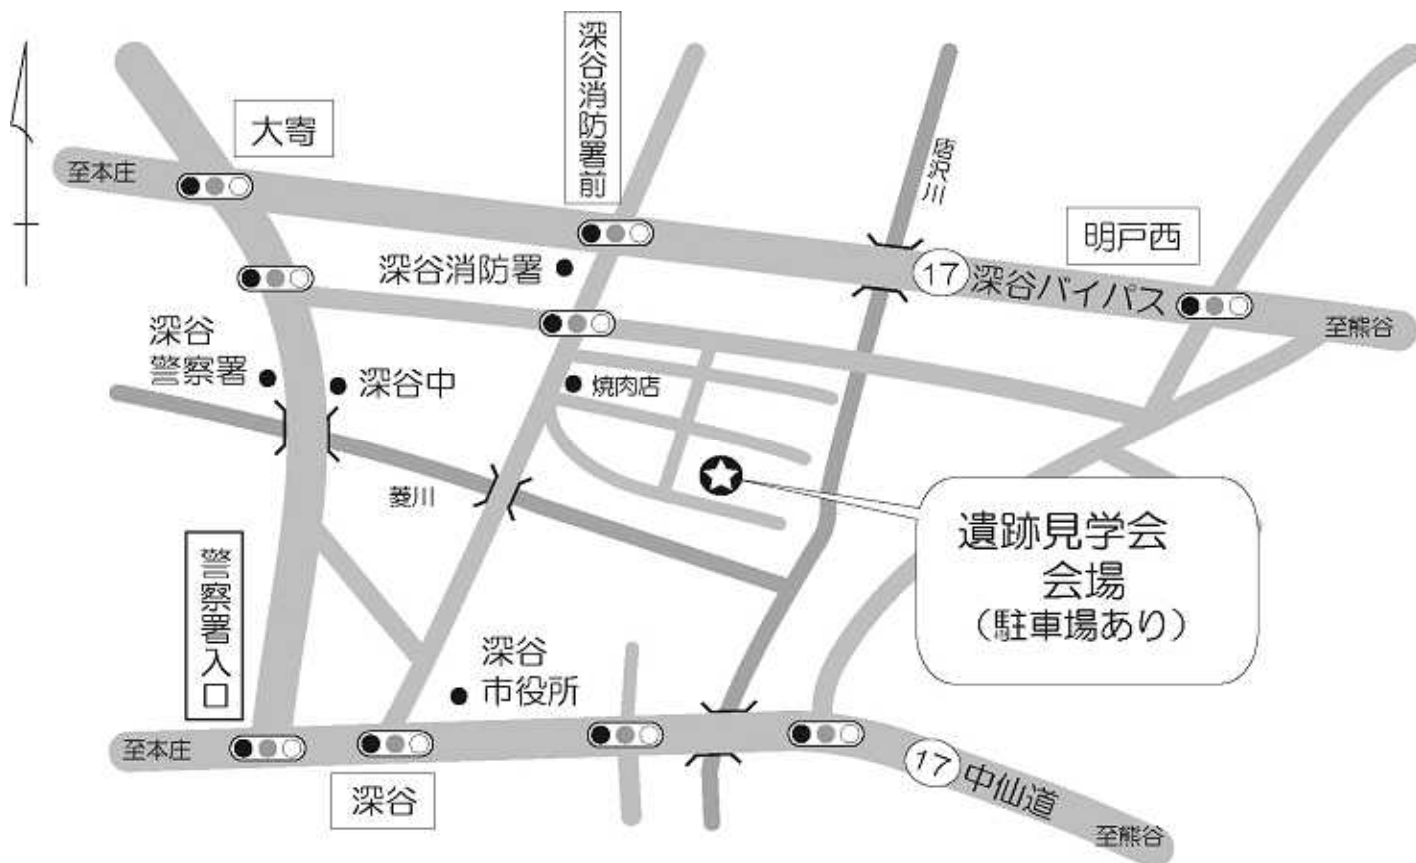 深谷消防署前
大寄
至本庄
唐沢川
明戸西
深谷消防署
17
深谷バイパス
至熊谷
深谷
警察署
深谷中
焼肉店
菱川
遺跡見学会
会場
（駐車場あり）
警察署入口
深谷
市役所
至本庄
深谷
17
中仙道
至熊谷